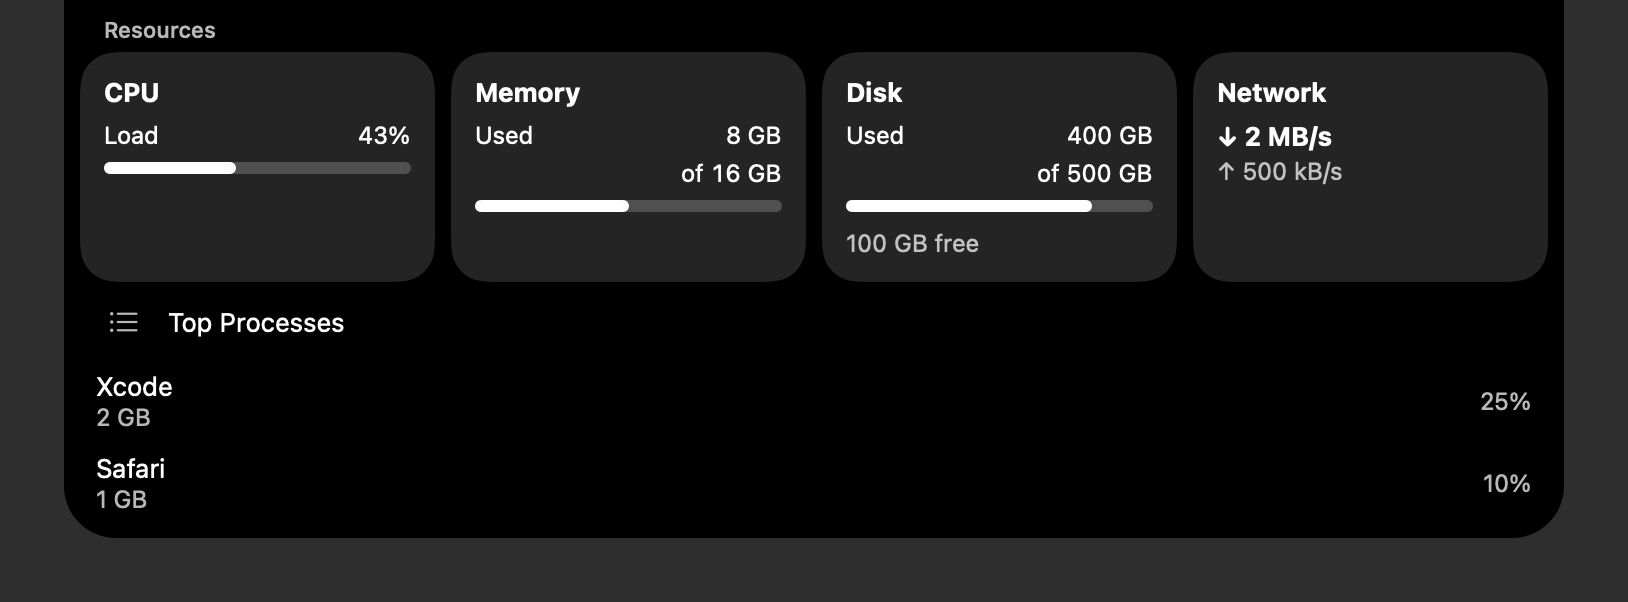 Resources
CPU
Load 43%
Memory
Used 8 GB
of 16 GB
Disk
Used 400 GB
of 500 GB
100 GB free
Network
↓ 2 MB/s
↑ 500 kB/s
Top Processes
Xcode
2 GB
25%
Safari
1 GB
10%